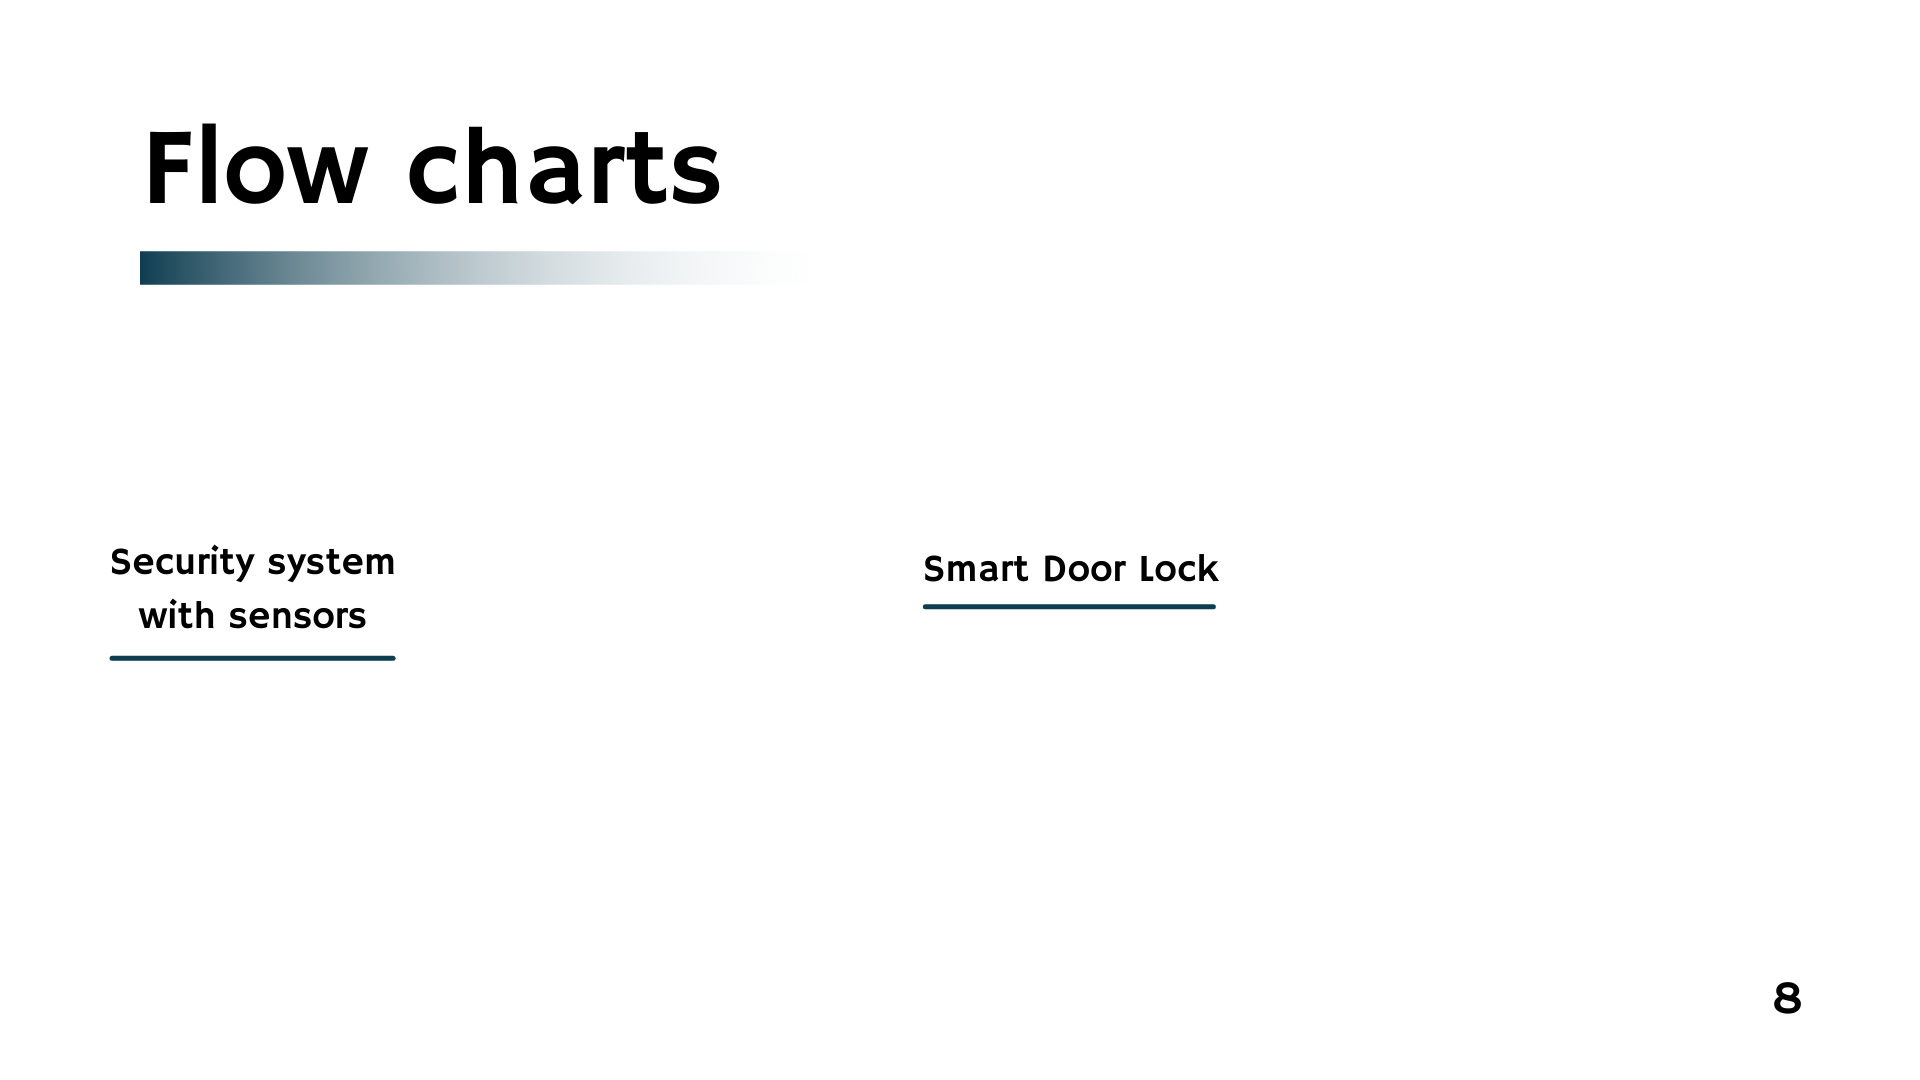 Flow charts
Security system
with sensors
Smart Door Lock
8